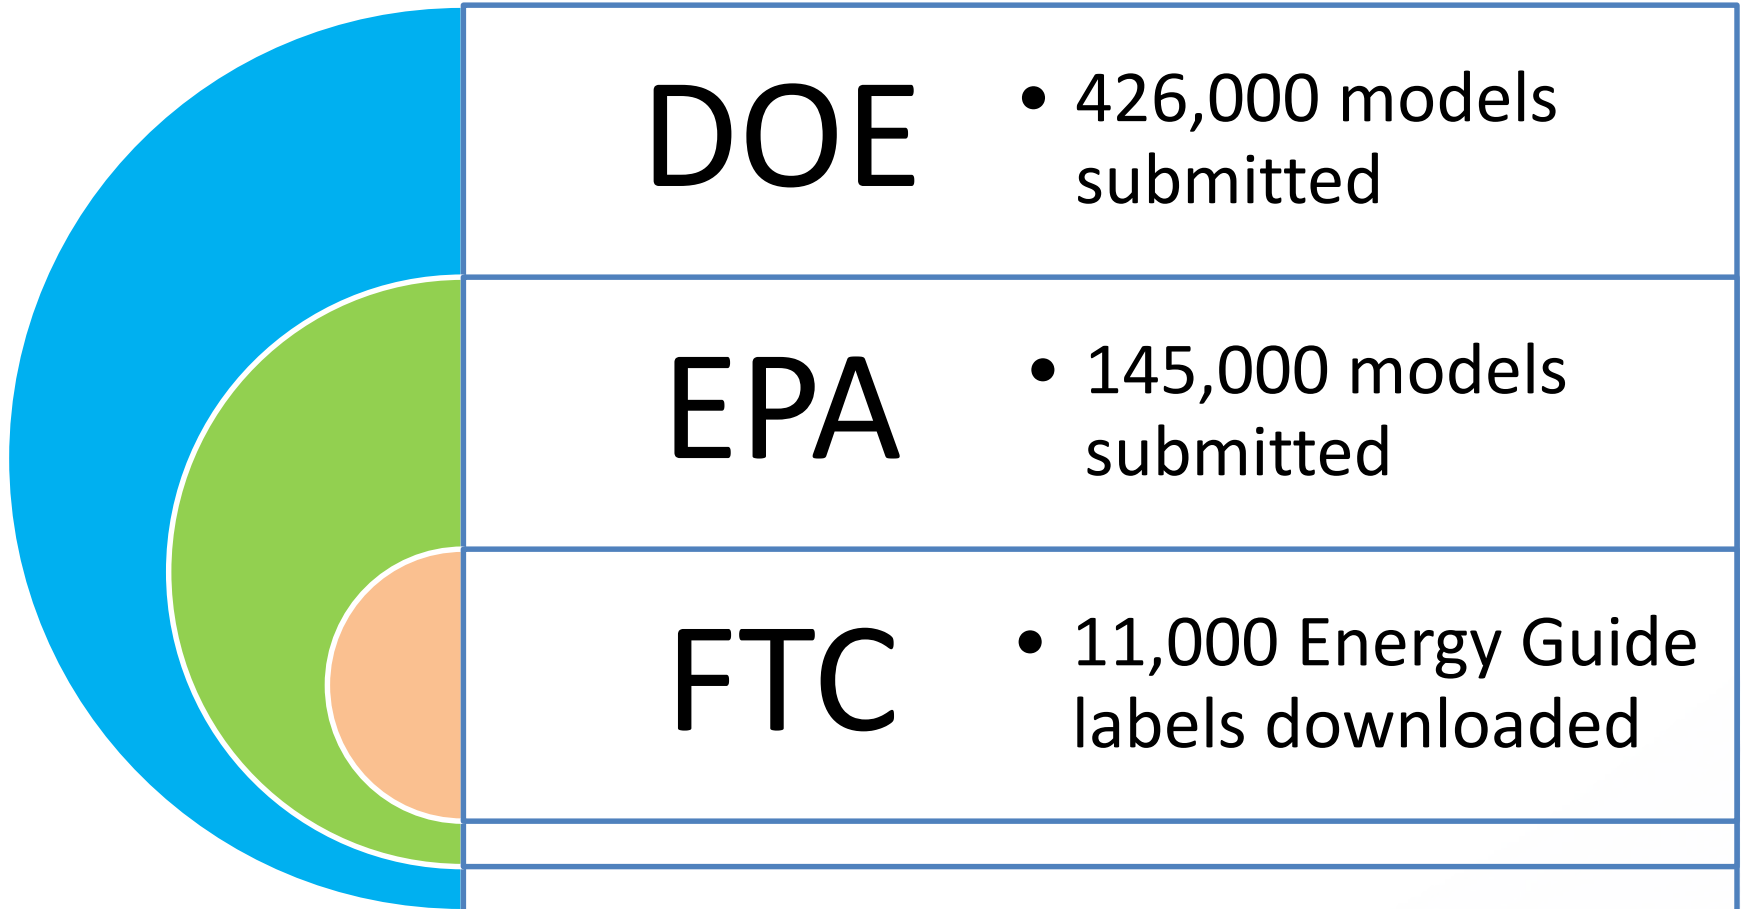 DOE
• 426,000 models
submitted
EPA
• 145,000 models
submitted
FTC
• 11,000 Energy Guide
labels downloaded